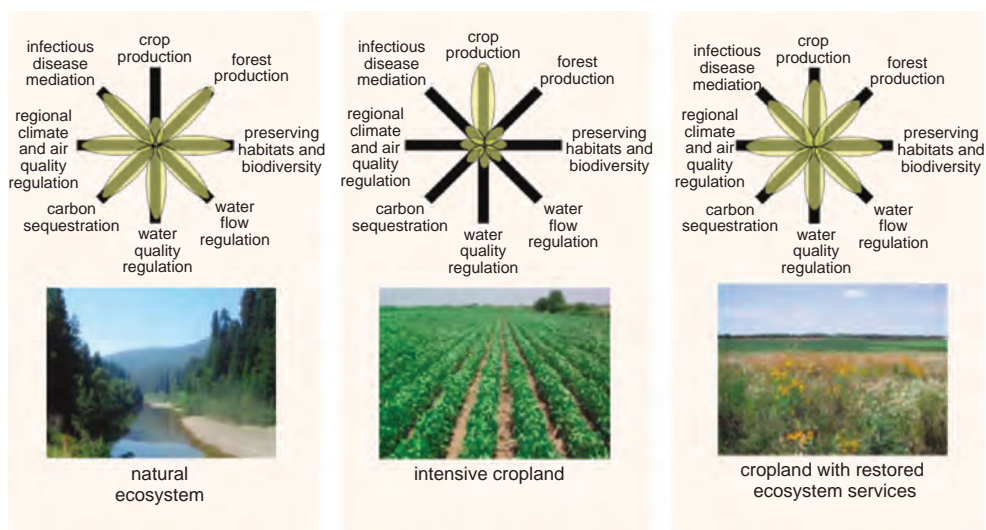 crop
production
infectious
disease
mediation
forest
production
regional
climate
and air
quality
regulation
preserving
habitats and
biodiversity
carbon
sequestration
water
flow
regulation
water
quality
regulation
natural
ecosystem
crop
production
infectious
disease
mediation
forest
production
regional
climate
and air
quality
regulation
preserving
habitats and
biodiversity
carbon
sequestration
water
flow
regulation
water
quality
regulation
intensive cropland
crop
production
infectious
disease
mediation
forest
production
regional
climate
and air
quality
regulation
preserving
habitats and
biodiversity
carbon
sequestration
water
flow
regulation
water
quality
regulation
cropland with restored
ecosystem services